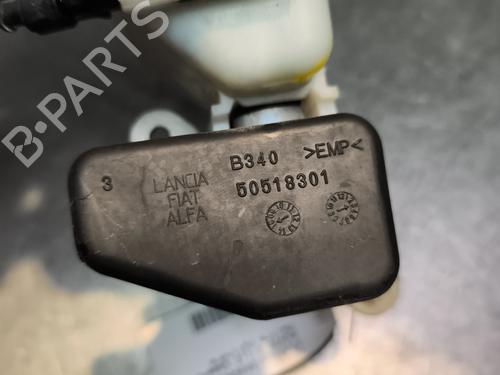 B-PARTS
3
LANCIA
FIAT
ALFA
B340 >EMP<
50518301